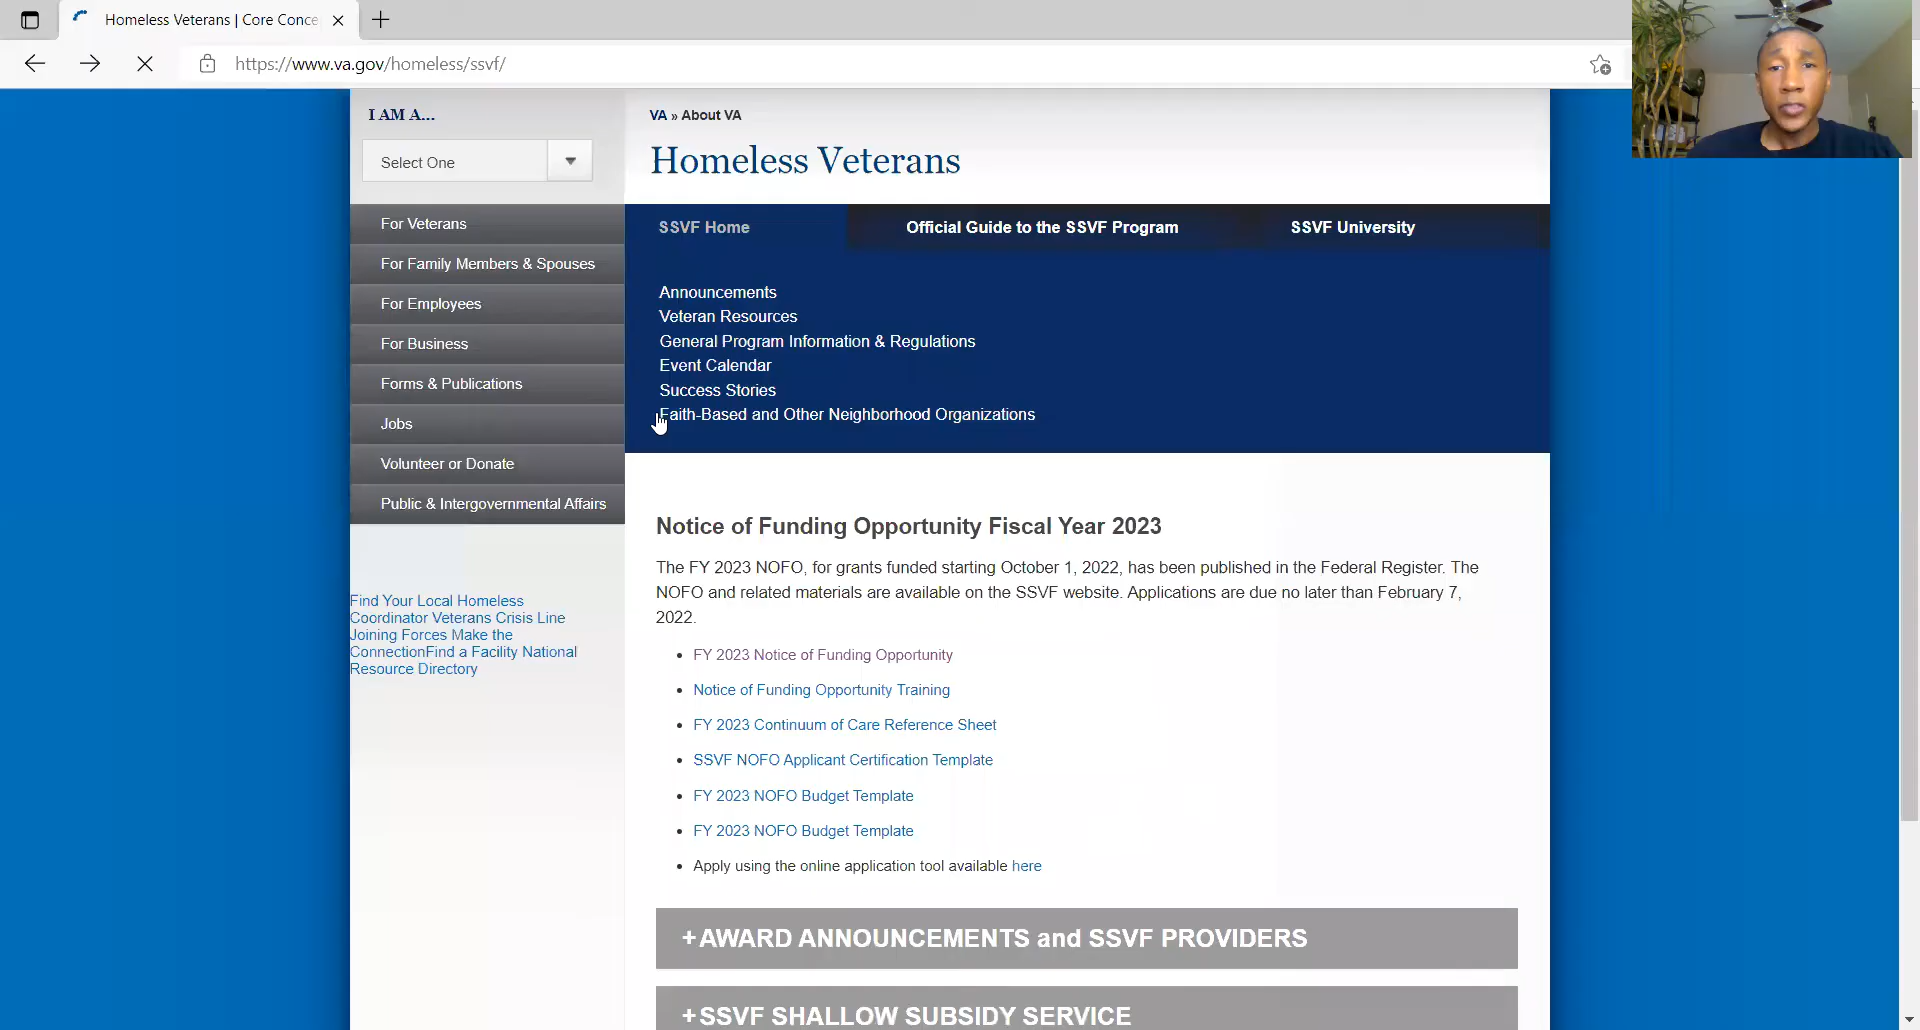 Homeless Veterans | Core Conce
https://www.va.gov/homeless/ssvf/
I AM A...
Select One
For Veterans
For Family Members & Spouses
For Employees
For Business
Forms & Publications
Jobs
Volunteer or Donate
Public & Intergovernmental Affairs
Find Your Local Homeless
Coordinator Veterans Crisis Line
Joining Forces Make the
ConnectionFind a Facility National
Resource Directory
VA » About VA
Homeless Veterans
SSVF Home
Official Guide to the SSVF Program
SSVF University
Announcements
Veteran Resources
General Program Information & Regulations
Event Calendar
Success Stories
Faith-Based and Other Neighborhood Organizations
Notice of Funding Opportunity Fiscal Year 2023
The FY 2023 NOFO, for grants funded starting October 1, 2022, has been published in the Federal Register. The
NOFO and related materials are available on the SSVF website. Applications are due no later than February 7,
2022.
• FY 2023 Notice of Funding Opportunity
• Notice of Funding Opportunity Training
• FY 2023 Continuum of Care Reference Sheet
• SSVF NOFO Applicant Certification Template
• FY 2023 NOFO Budget Template
• FY 2023 NOFO Budget Template
• Apply using the online application tool available here
+AWARD ANNOUNCEMENTS and SSVF PROVIDERS
+SSVF SHALLOW SUBSIDY SERVICE